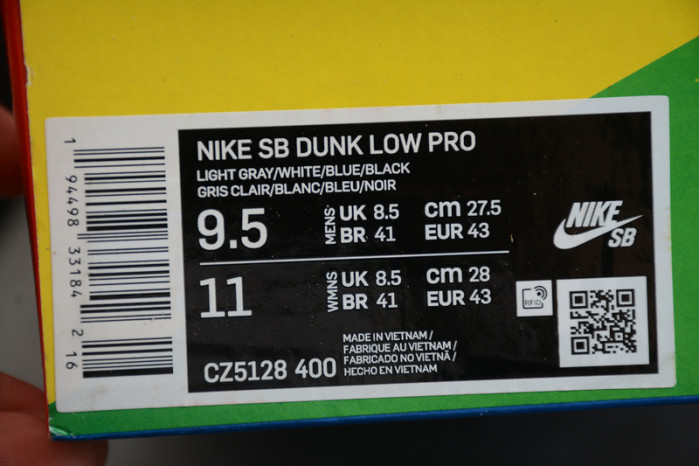 NIKE SB DUNK LOW PRO
LIGHT GRAY/WHITE/BLUE/BLACK
GRIS CLAIR/BLANC/BLEU/NOIR
9.5 MENS UK 8.5 cm 27.5
BR 41 EUR 43
11 WMNS UK 8.5 cm 28
BR 41 EUR 43
CZ5128 400
MADE IN VIETNAM /
FABRIQUE AU VIETNAM /
FABRICADO NO VIETNÃ /
HECHO EN VIETNAM
NIKE
SB
RFID
1 94498 33184 2 16